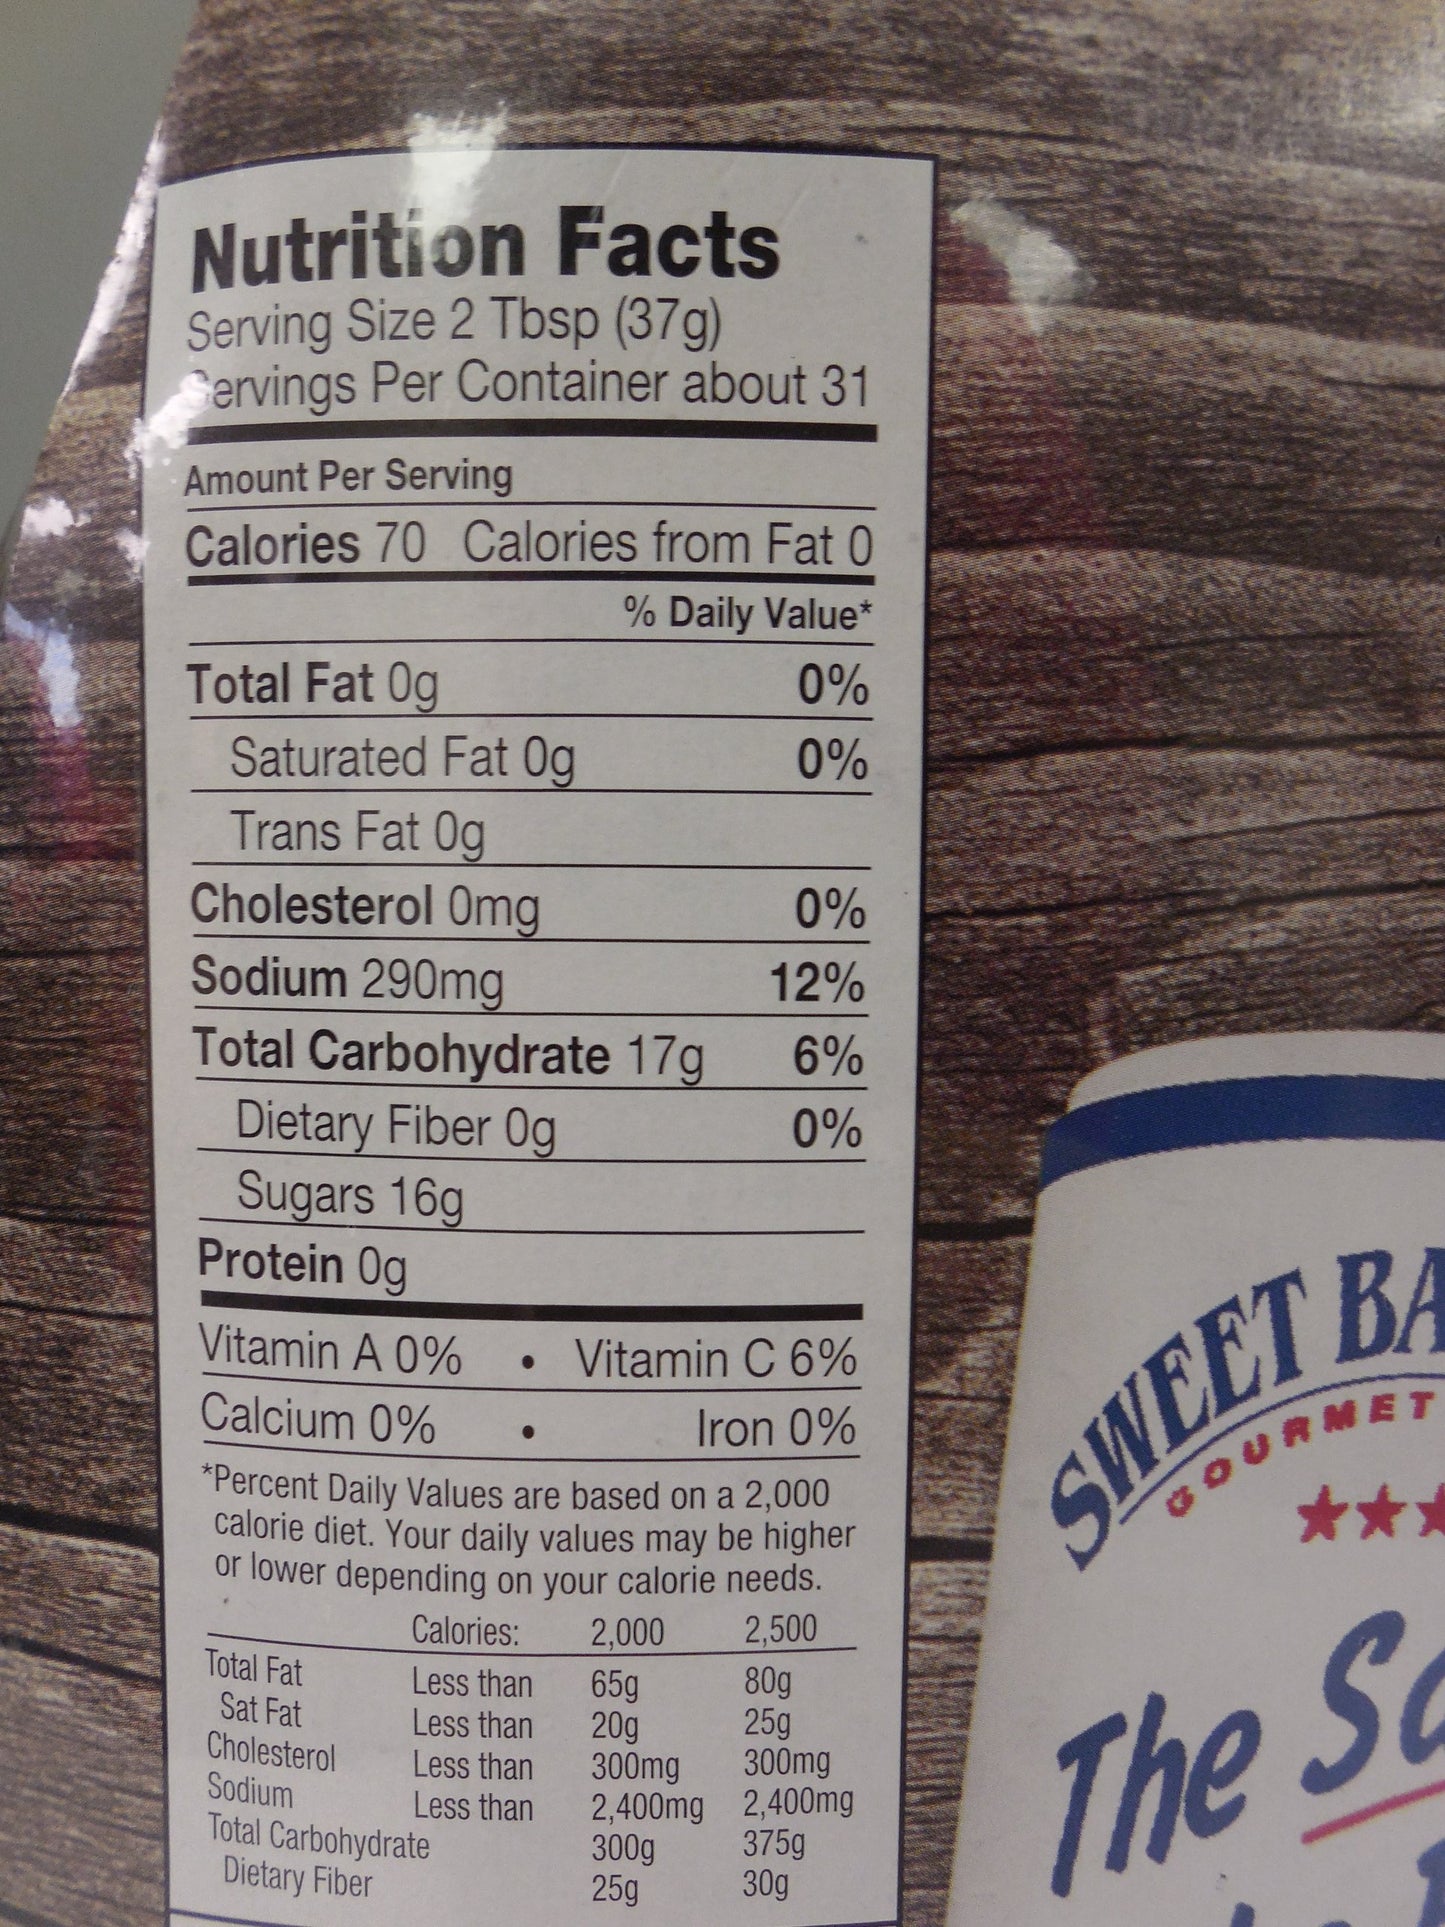 Nutrition Facts
Serving Size 2 Tbsp (37g)
Servings Per Container about 31
Amount Per Serving
Calories 70 Calories from Fat 0
% Daily Value*
Total Fat 0g 0%
Saturated Fat 0g 0%
Trans Fat 0g
Cholesterol 0mg 0%
Sodium 290mg 12%
Total Carbohydrate 17g 6%
Dietary Fiber 0g 0%
Sugars 16g
Protein 0g
Vitamin A 0% • Vitamin C 6%
Calcium 0% • Iron 0%
*Percent Daily Values are based on a 2,000
calorie diet. Your daily values may be higher
or lower depending on your calorie needs.
Calories: 2,000 2,500
Total Fat Less than 65g 80g
Sat Fat Less than 20g 25g
Cholesterol Less than 300mg 300mg
Sodium Less than 2,400mg 2,400mg
Total Carbohydrate 300g 375g
Dietary Fiber 25g 30g
SWEET BA
GOURMET
The